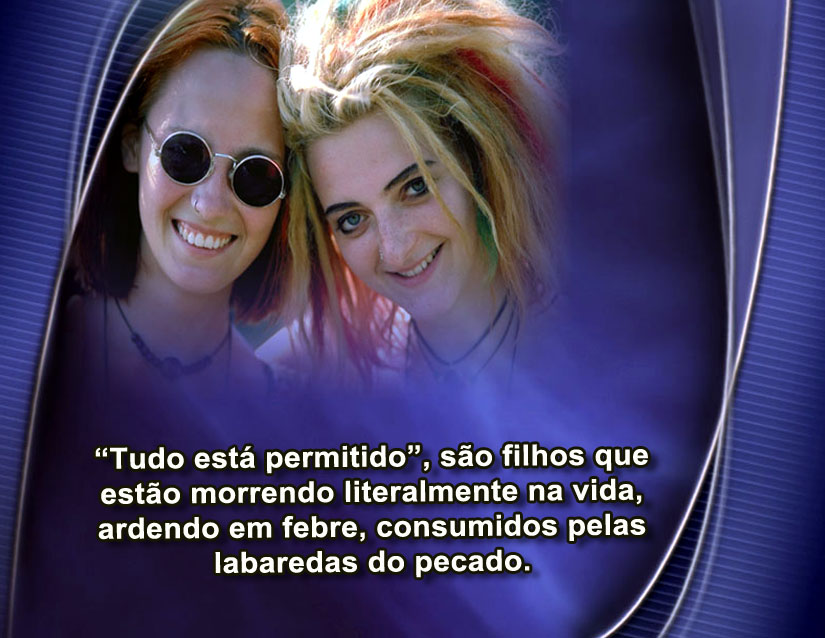 “Tudo está permitido”, são filhos que
estão morrendo literalmente na vida,
ardendo em febre, consumidos pelas
labaredas do pecado.